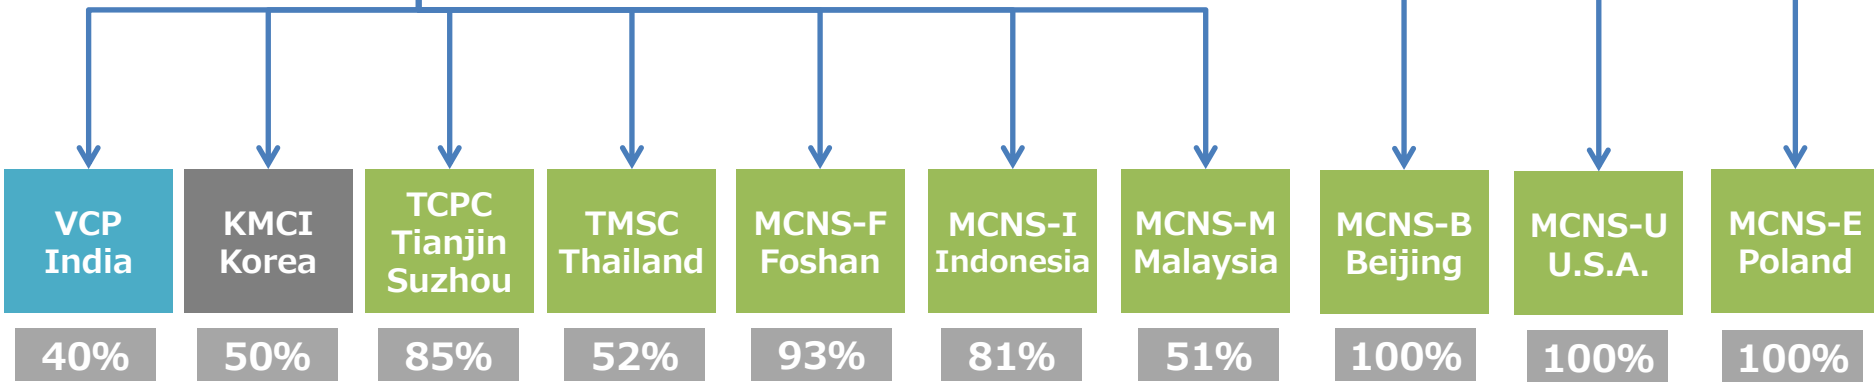 VCP
India
KMCI
Korea
TCPC
Tianjin
Suzhou
TMSC
Thailand
MCNS-F
Foshan
MCNS-I
Indonesia
MCNS-M
Malaysia
MCNS-B
Beijing
MCNS-U
U.S.A.
MCNS-E
Poland
40%
50%
85%
52%
93%
81%
51%
100%
100%
100%